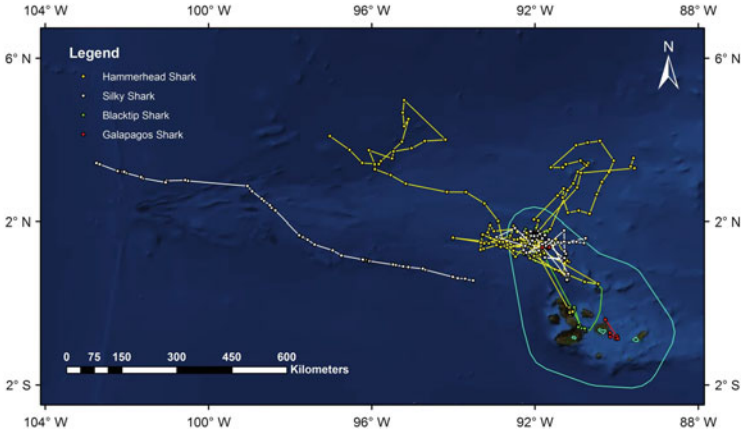 104° W 100° W 96° W 92° W 88° W
6° N 6° N
Legend
Hammerhead Shark
Silky Shark
Blacktip Shark
Galapagos Shark
N
2° N 2° N
0 75 150 300 450 600
Kilometers
2° S 2° S
104° W 100° W 96° W 92° W 88° W